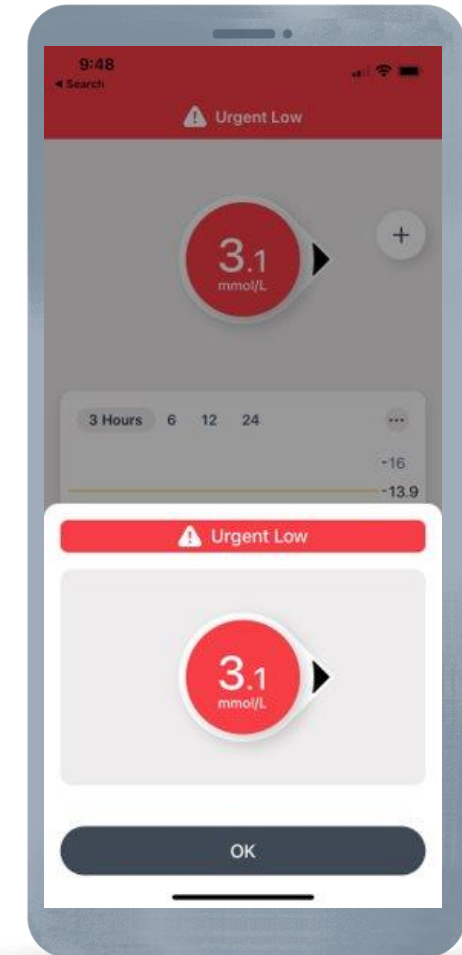 9:48
◀ Search
Urgent Low
3.1
mmol/L
+
3 Hours 6 12 24 ...
-16
-13.9
Urgent Low
3.1
mmol/L
OK